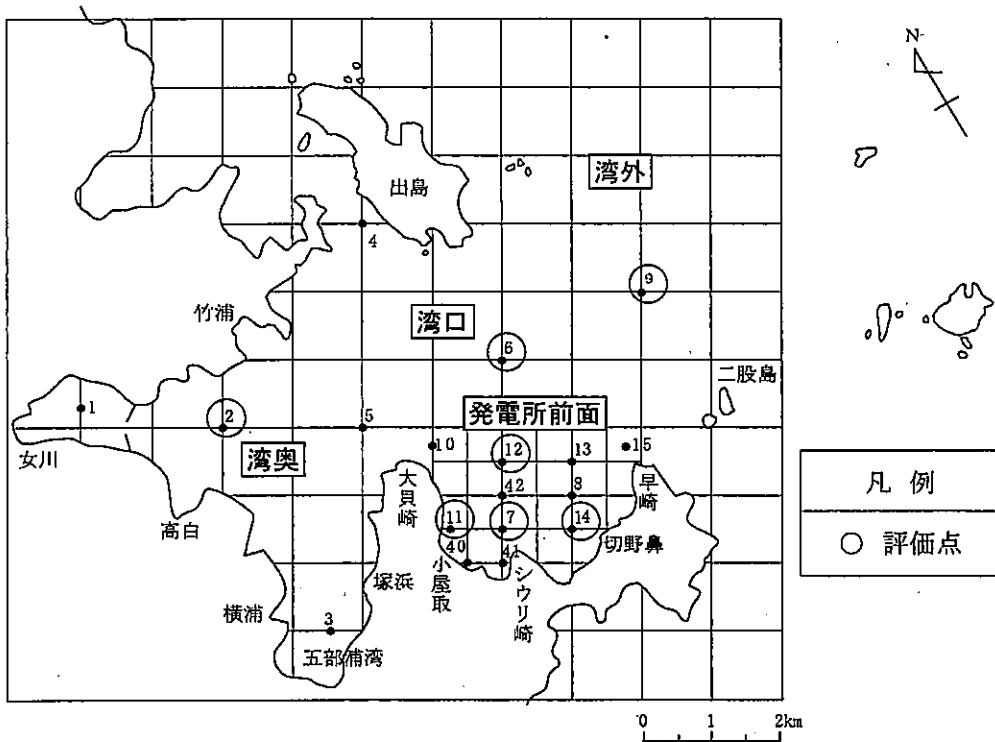 N
湾外
出島
4
9
竹浦
湾口
6
二股島
1
2
5
発電所前面
10
12
13
15
女川
湾奥
大貝崎
42
8
早崎
高白
11
7
14
切野鼻
40
41
塚浜
小屋取
シウリ崎
横浦
3
五部浦湾
凡例
○ 評価点
0 1 2km